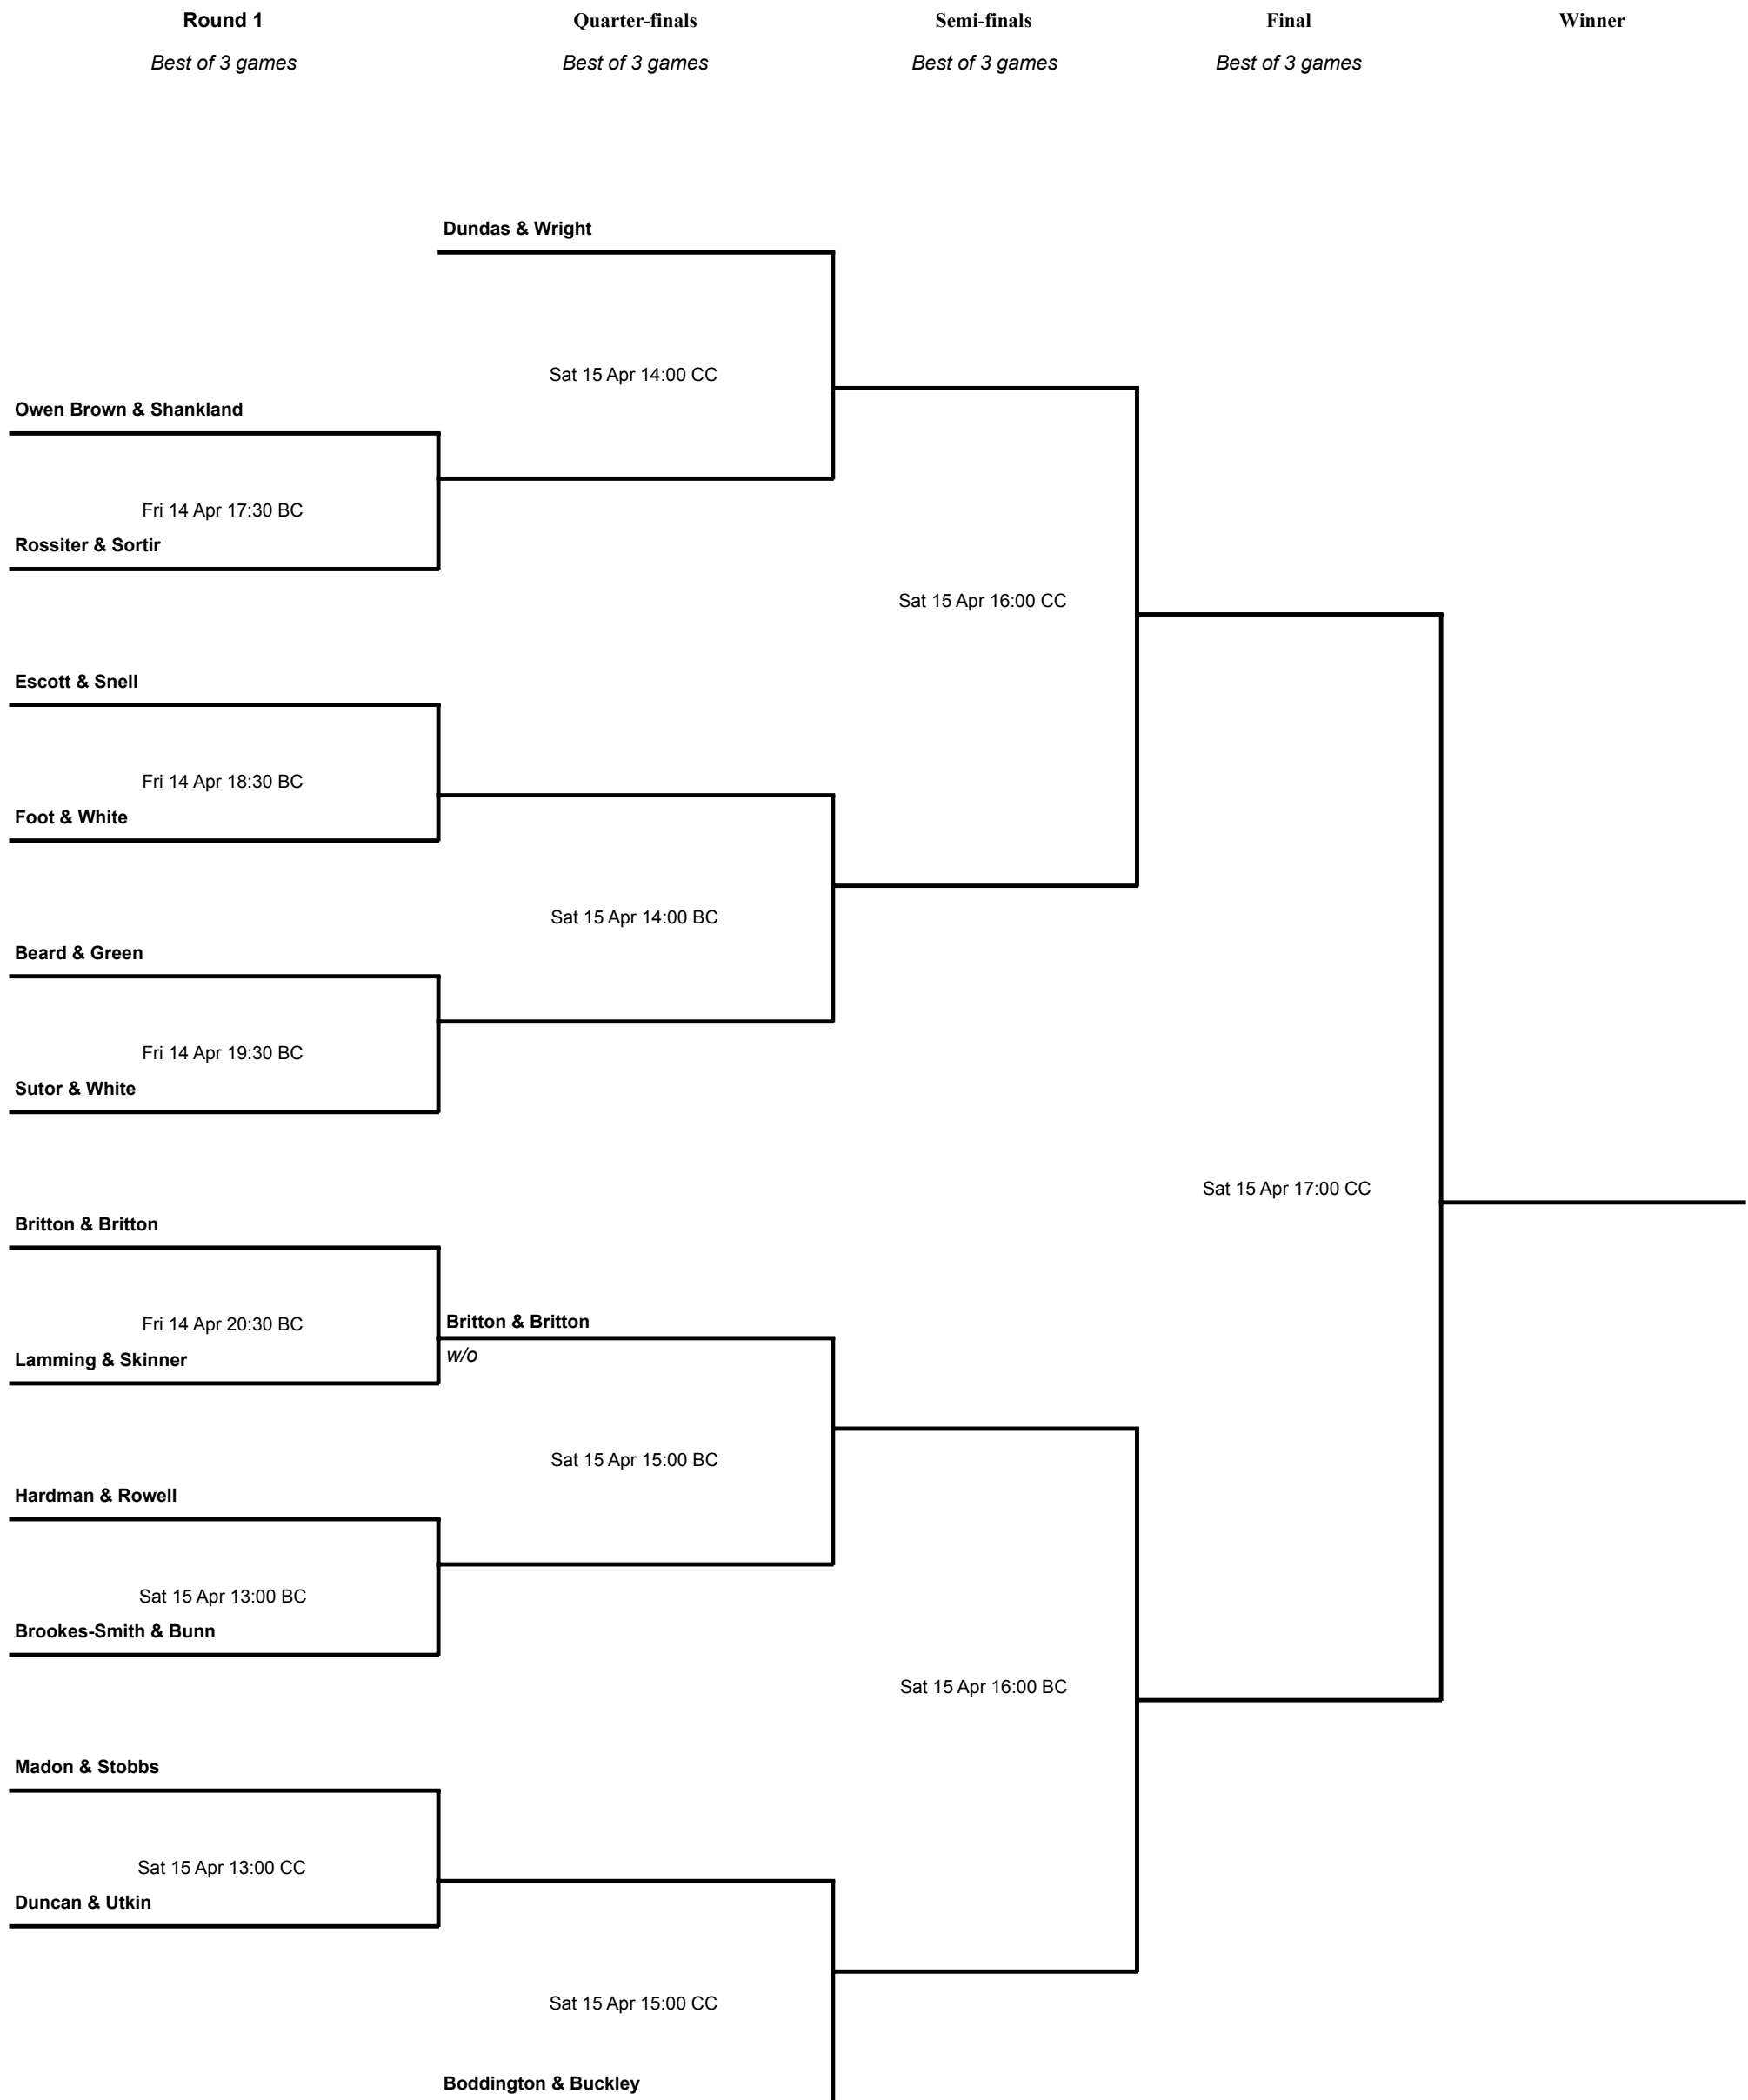 Round 1 Quarter-finals Semi-finals Final Winner
Best of 3 games Best of 3 games Best of 3 games Best of 3 games
Dundas & Wright
Sat 15 Apr 14:00 CC
Owen Brown & Shankland
Fri 14 Apr 17:30 BC
Rossiter & Sortir
Sat 15 Apr 16:00 CC
Escott & Snell
Fri 14 Apr 18:30 BC
Foot & White
Sat 15 Apr 14:00 BC
Beard & Green
Fri 14 Apr 19:30 BC
Sutor & White
Sat 15 Apr 17:00 CC
Britton & Britton
Fri 14 Apr 20:30 BC
Britton & Britton
Lamming & Skinner
w/o
Sat 15 Apr 15:00 BC
Hardman & Rowell
Sat 15 Apr 13:00 BC
Brookes-Smith & Bunn
Sat 15 Apr 16:00 BC
Madon & Stobbs
Sat 15 Apr 13:00 CC
Duncan & Utkin
Sat 15 Apr 15:00 CC
Boddington & Buckley